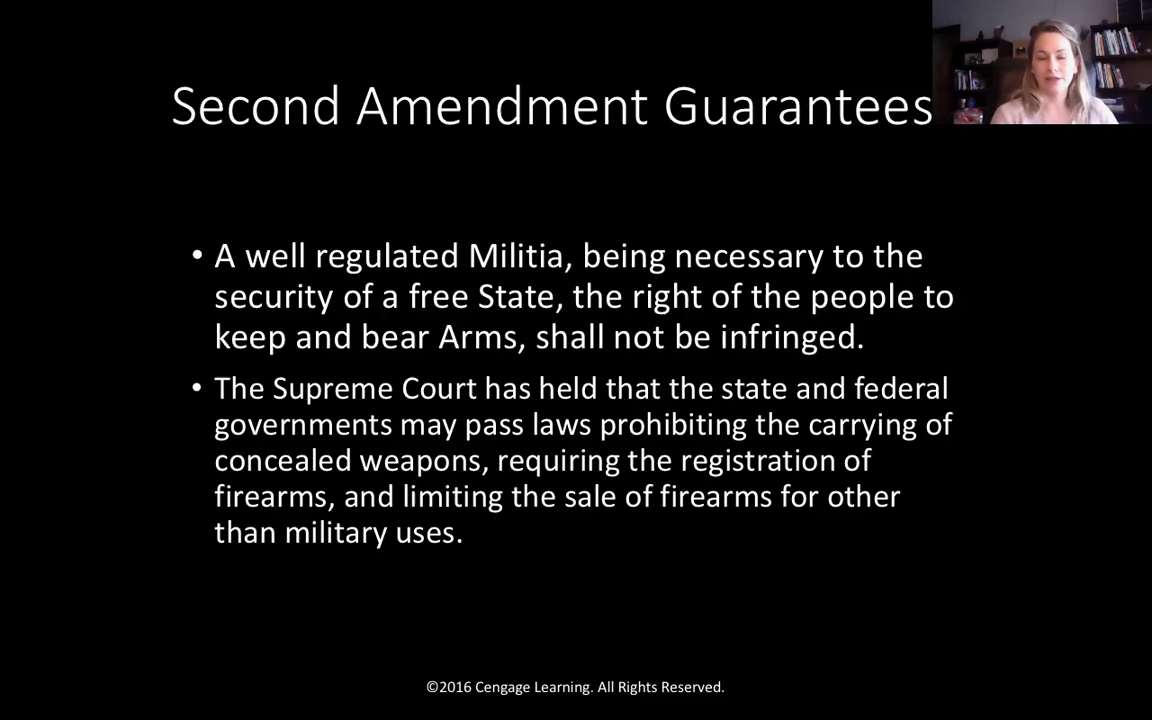 Second Amendment Guarantees
• A well regulated Militia, being necessary to the
security of a free State, the right of the people to
keep and bear Arms, shall not be infringed.
• The Supreme Court has held that the state and federal
governments may pass laws prohibiting the carrying of
concealed weapons, requiring the registration of
firearms, and limiting the sale of firearms for other
than military uses.
©2016 Cengage Learning. All Rights Reserved.